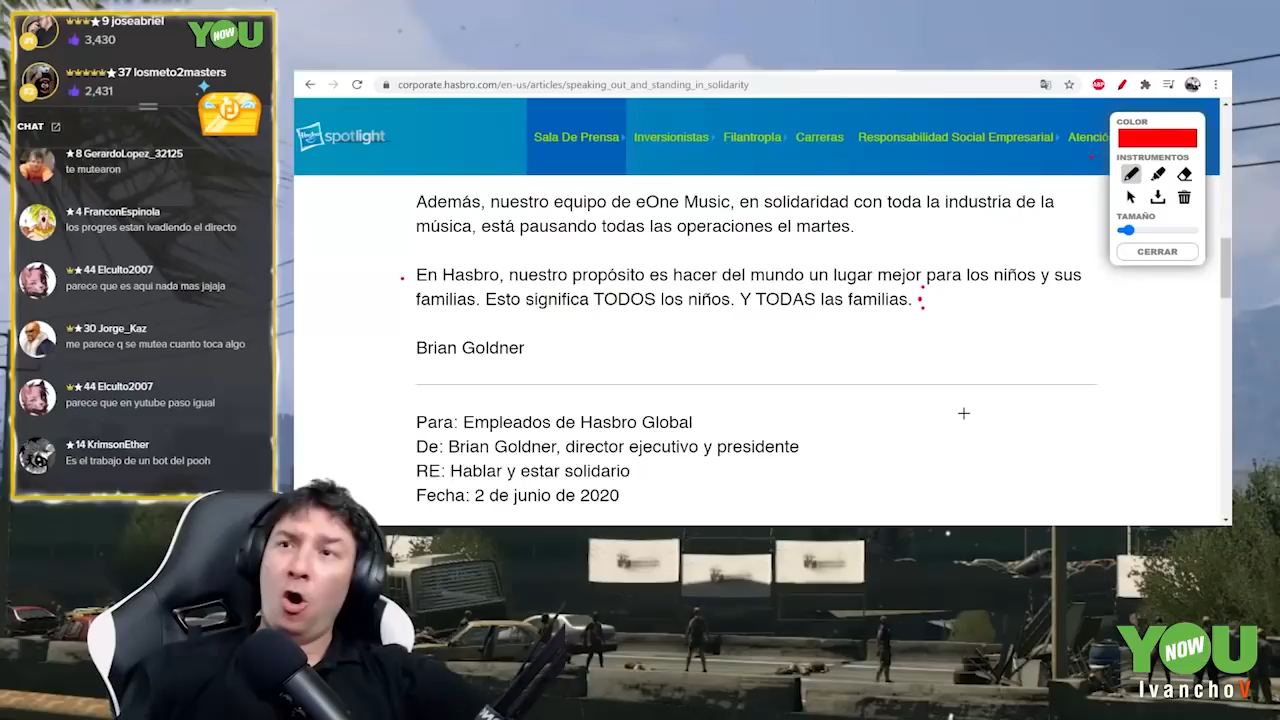 9 joseabriel
3,430
YOU NOW
37 losmeto2masters
2,431
CHAT
8 GerardoLopez_32125
te mutearon
4 FranconEspinola
los progres estan ivadiendo el directo
44 Elculto2007
parece que es aqui nada mas jajaja
30 Jorge_Kaz
me parece q se mutea cuanto toca algo
44 Elculto2007
parece que en yutube paso igual
14 KrimsonEther
Es el trabajo de un bot del pooh
corporate.hasbro.com/en-us/articles/speaking_out_and_standing_in_solidarity
ABP
Hasbro spotlight
Sala De Prensa
Inversionistas
Filantropía
Carreras
Responsabilidad Social Empresarial
Atenció
COLOR
INSTRUMENTOS
TAMAÑO
CERRAR
Además, nuestro equipo de eOne Music, en solidaridad con toda la industria de la
música, está pausando todas las operaciones el martes.
En Hasbro, nuestro propósito es hacer del mundo un lugar mejor para los niños y sus
familias. Esto significa TODOS los niños. Y TODAS las familias.
Brian Goldner
Para: Empleados de Hasbro Global
De: Brian Goldner, director ejecutivo y presidente
RE: Hablar y estar solidario
Fecha: 2 de junio de 2020
YOU NOW
IvanchoV